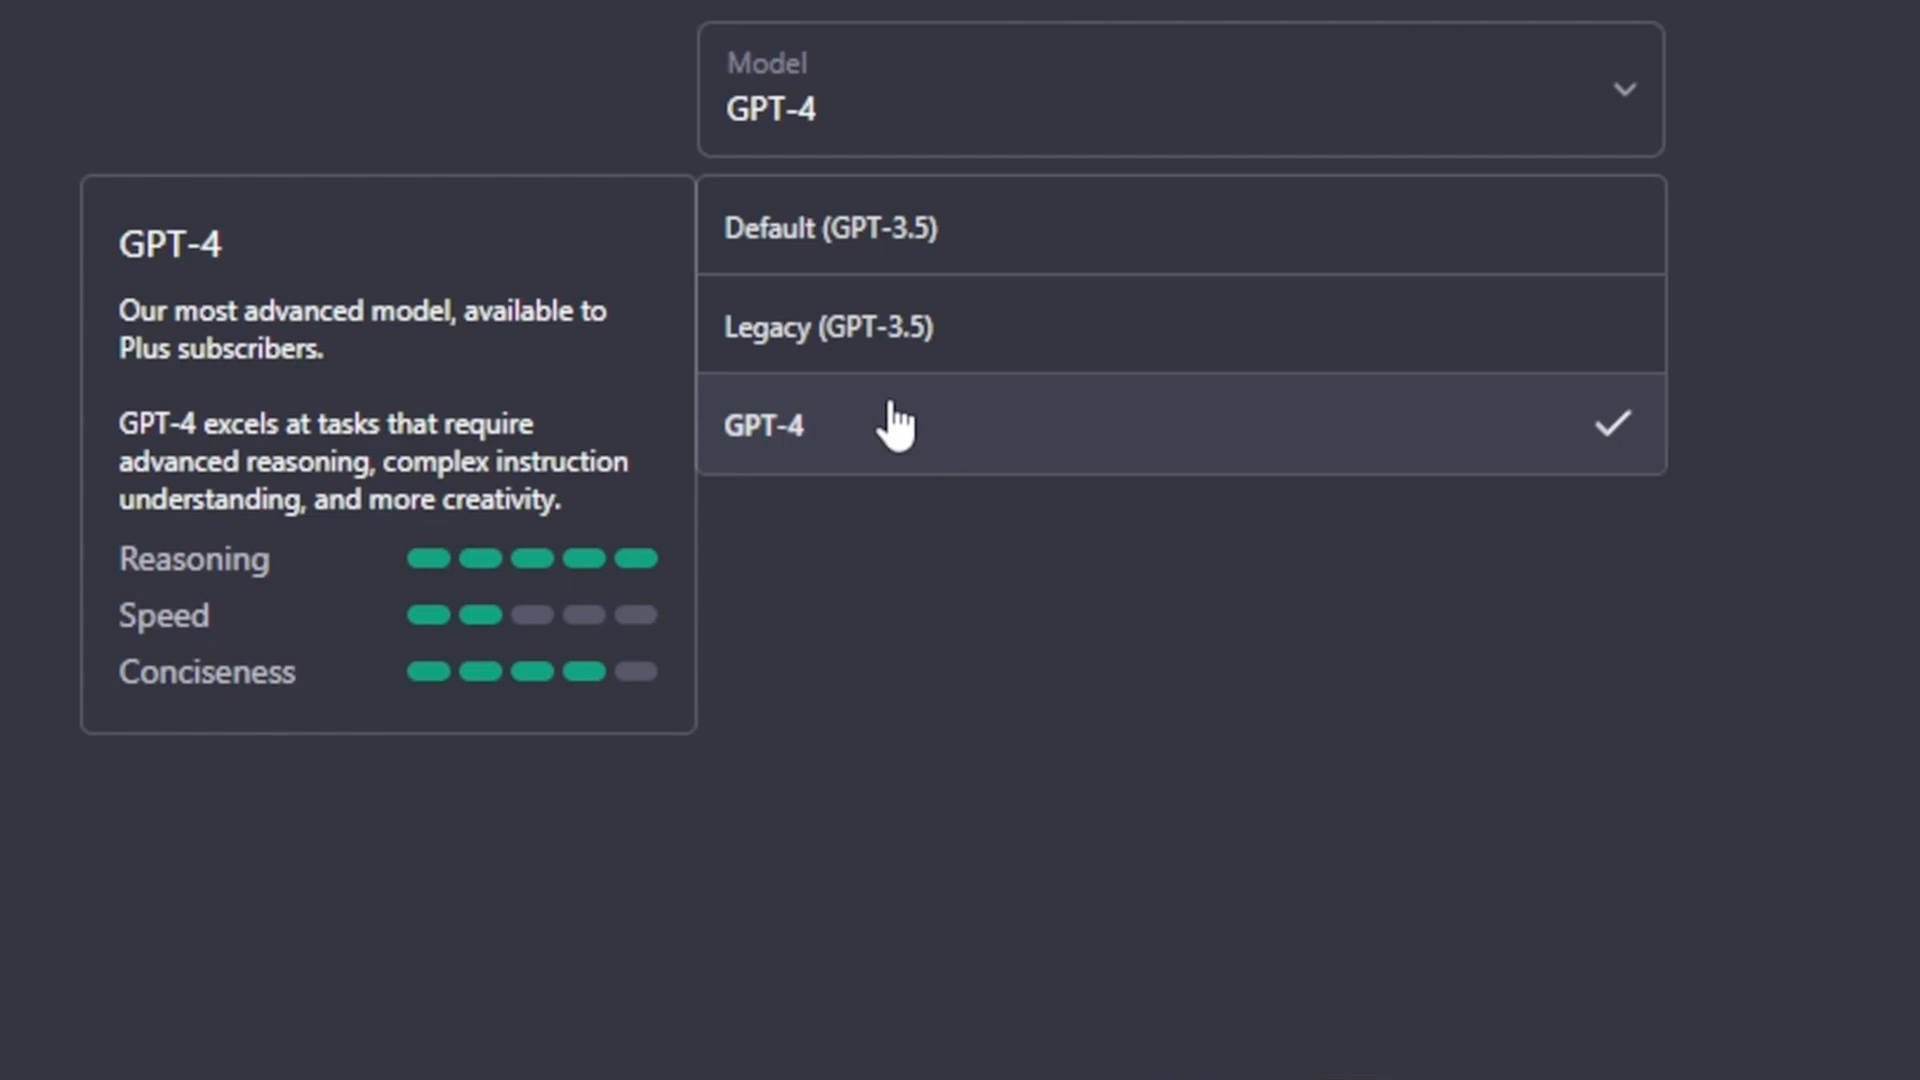 Model
GPT-4
GPT-4
Our most advanced model, available to
Plus subscribers.
GPT-4 excels at tasks that require
advanced reasoning, complex instruction
understanding, and more creativity.
Reasoning
Speed
Conciseness
Default (GPT-3.5)
Legacy (GPT-3.5)
GPT-4